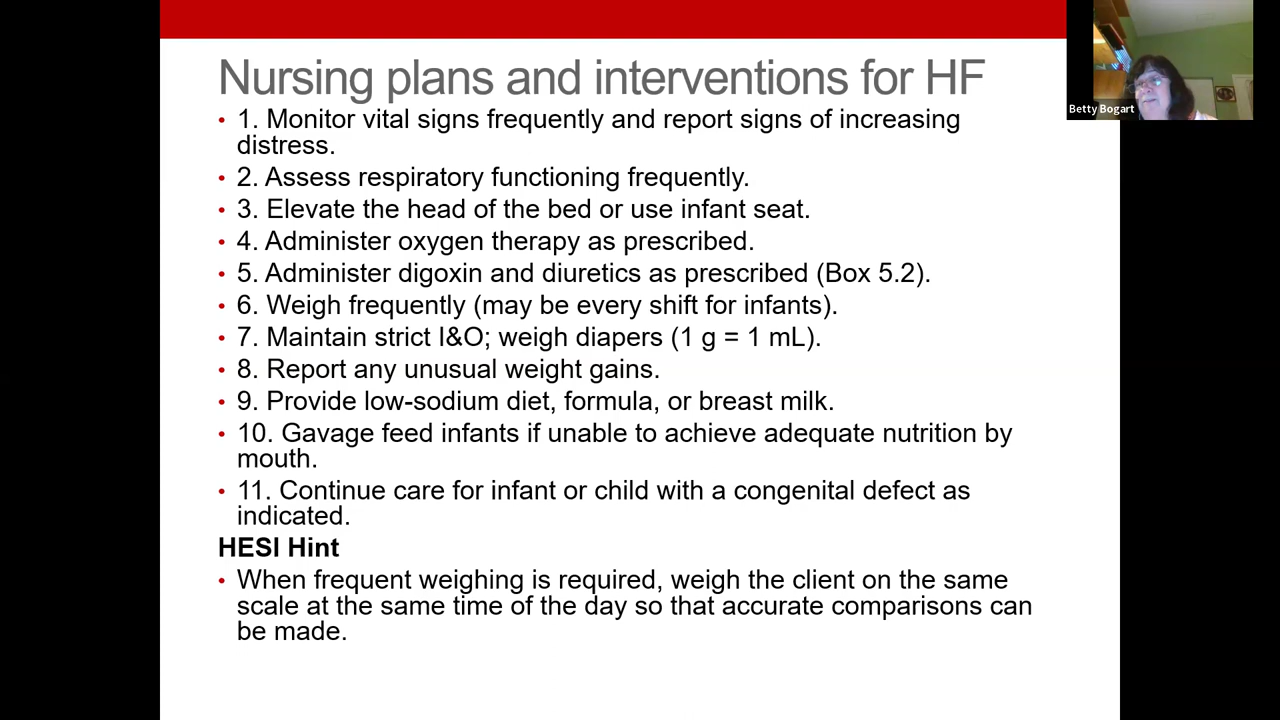 Nursing plans and interventions for HF
• 1. Monitor vital signs frequently and report signs of increasing
distress.
• 2. Assess respiratory functioning frequently.
• 3. Elevate the head of the bed or use infant seat.
• 4. Administer oxygen therapy as prescribed.
• 5. Administer digoxin and diuretics as prescribed (Box 5.2).
• 6. Weigh frequently (may be every shift for infants).
• 7. Maintain strict I&O; weigh diapers (1 g = 1 mL).
• 8. Report any unusual weight gains.
• 9. Provide low-sodium diet, formula, or breast milk.
• 10. Gavage feed infants if unable to achieve adequate nutrition by
mouth.
• 11. Continue care for infant or child with a congenital defect as
indicated.
HESI Hint
• When frequent weighing is required, weigh the client on the same
scale at the same time of the day so that accurate comparisons can
be made.
Betty Bogart